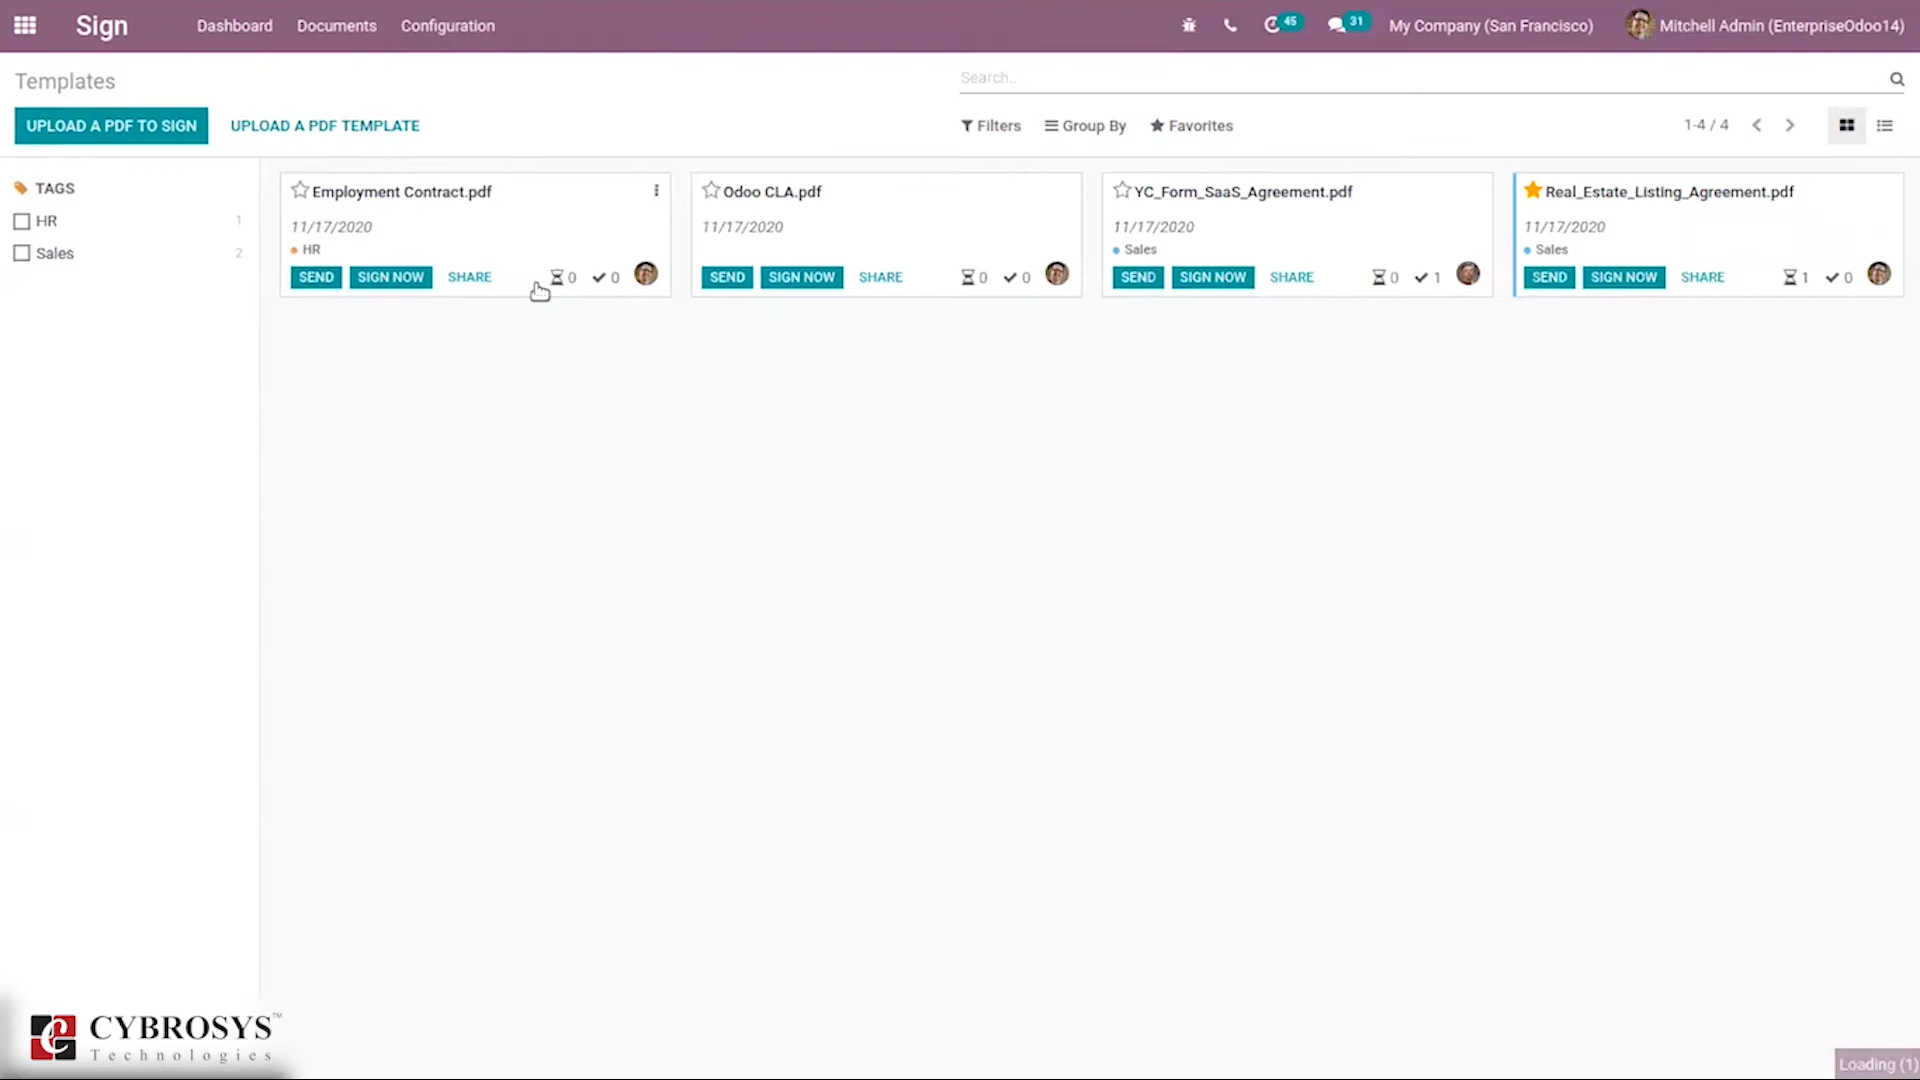 Sign
Dashboard
Documents
Configuration
45
31
My Company (San Francisco)
Mitchell Admin (EnterpriseOdoo14)
Templates
Search...
UPLOAD A PDF TO SIGN
UPLOAD A PDF TEMPLATE
Filters
Group By
Favorites
1-4 / 4
TAGS
HR 1
Sales 2
Employment Contract.pdf
11/17/2020
HR
SEND SIGN NOW SHARE 0 0
Odoo CLA.pdf
11/17/2020
SEND SIGN NOW SHARE 0 0
YC_Form_SaaS_Agreement.pdf
11/17/2020
Sales
SEND SIGN NOW SHARE 0 1
Real_Estate_Listing_Agreement.pdf
11/17/2020
Sales
SEND SIGN NOW SHARE 1 0
CYBROSYS™
Technologies
Loading (1)